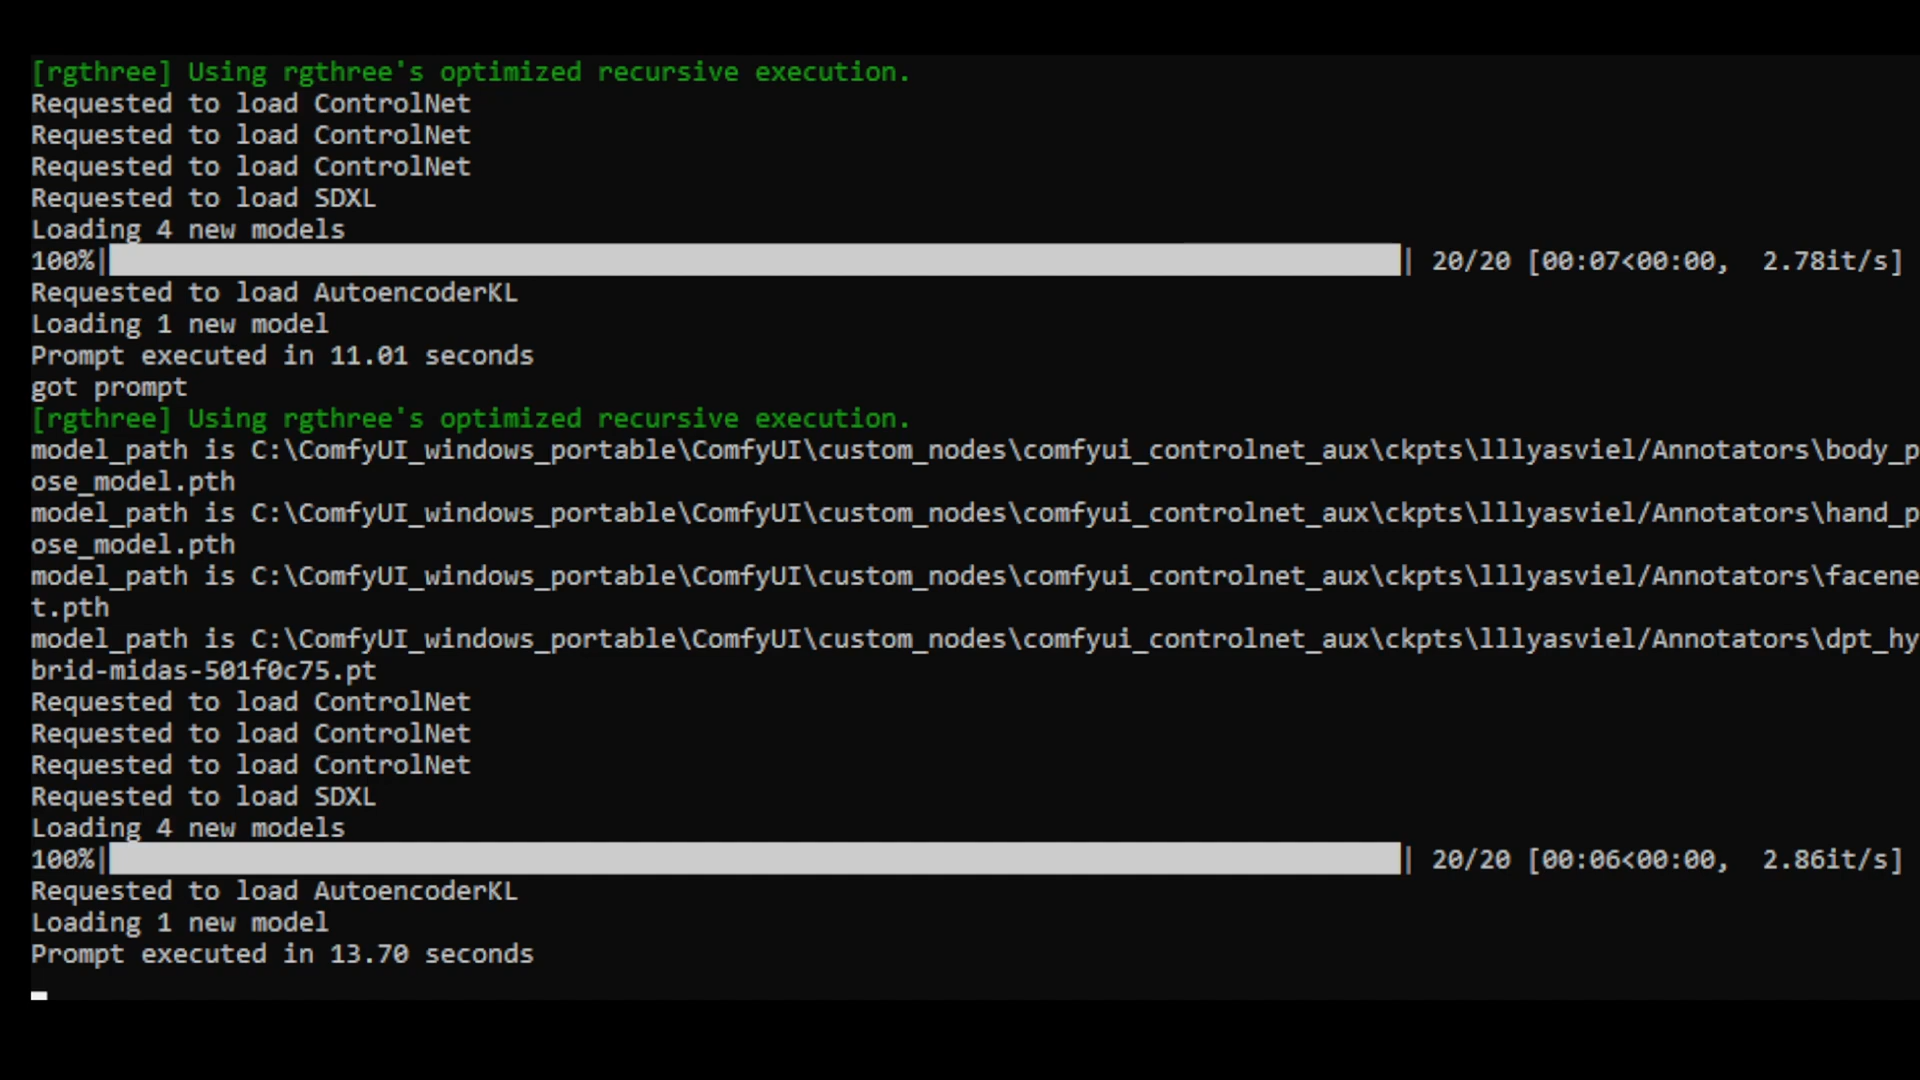 [rgthree] Using rgthree's optimized recursive execution.
Requested to load ControlNet
Requested to load ControlNet
Requested to load ControlNet
Requested to load SDXL
Loading 4 new models
100%| | 20/20 [00:07<00:00,  2.78it/s]
Requested to load AutoencoderKL
Loading 1 new model
Prompt executed in 11.01 seconds
got prompt
[rgthree] Using rgthree's optimized recursive execution.
model_path is C:\ComfyUI_windows_portable\ComfyUI\custom_nodes\comfyui_controlnet_aux\ckpts\lllyasviel/Annotators\body_p
ose_model.pth
model_path is C:\ComfyUI_windows_portable\ComfyUI\custom_nodes\comfyui_controlnet_aux\ckpts\lllyasviel/Annotators\hand_p
ose_model.pth
model_path is C:\ComfyUI_windows_portable\ComfyUI\custom_nodes\comfyui_controlnet_aux\ckpts\lllyasviel/Annotators\facene
t.pth
model_path is C:\ComfyUI_windows_portable\ComfyUI\custom_nodes\comfyui_controlnet_aux\ckpts\lllyasviel/Annotators\dpt_hy
brid-midas-501f0c75.pt
Requested to load ControlNet
Requested to load ControlNet
Requested to load ControlNet
Requested to load SDXL
Loading 4 new models
100%| | 20/20 [00:06<00:00,  2.86it/s]
Requested to load AutoencoderKL
Loading 1 new model
Prompt executed in 13.70 seconds